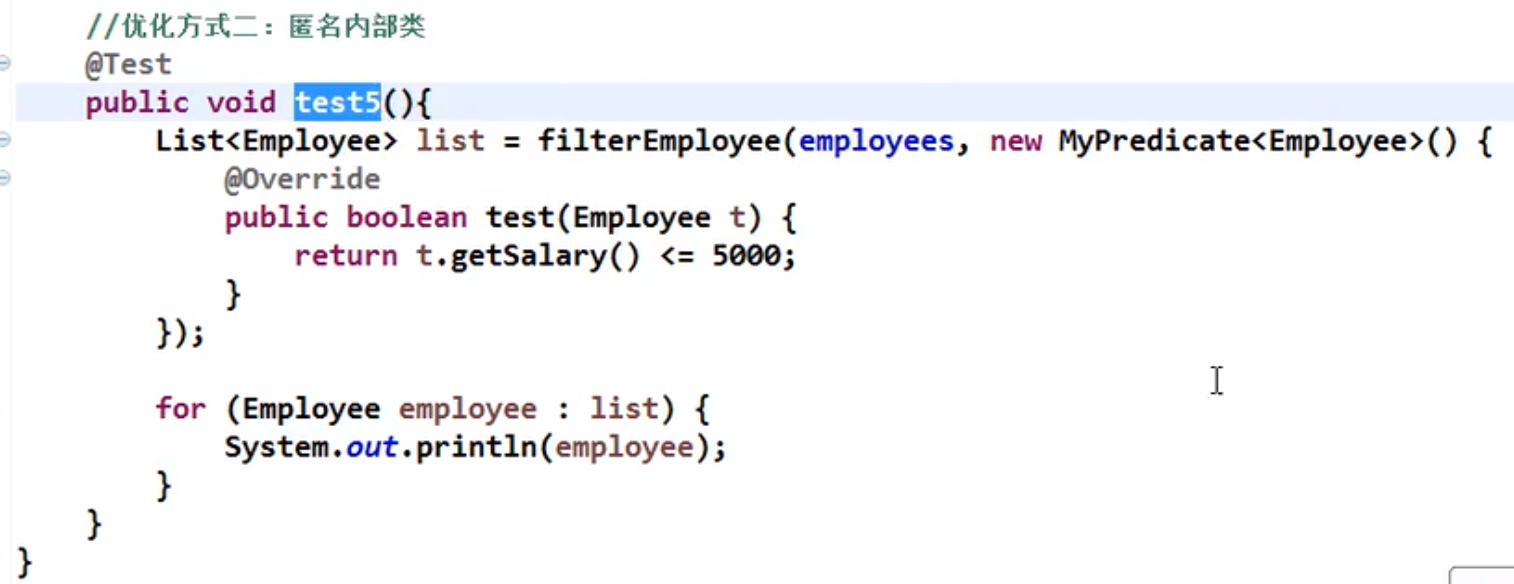 //优化方式二：匿名内部类
@Test
public void test5(){
List<Employee> list = filterEmployee(employees, new MyPredicate<Employee>() {
@Override
public boolean test(Employee t) {
return t.getSalary() <= 5000;
}
});
for (Employee employee : list) {
System.out.println(employee);
}
}
}